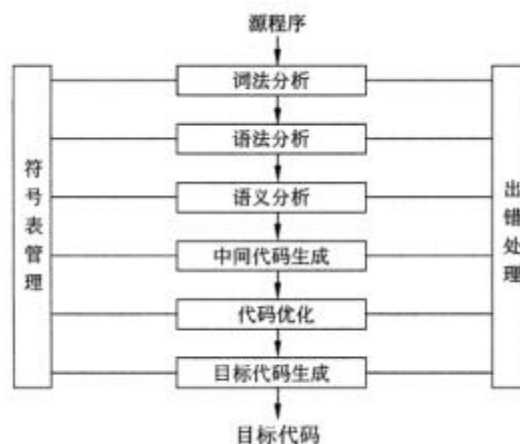 源程序
词法分析
语法分析
语义分析
中间代码生成
代码优化
目标代码生成
目标代码
符号表管理
出错处理